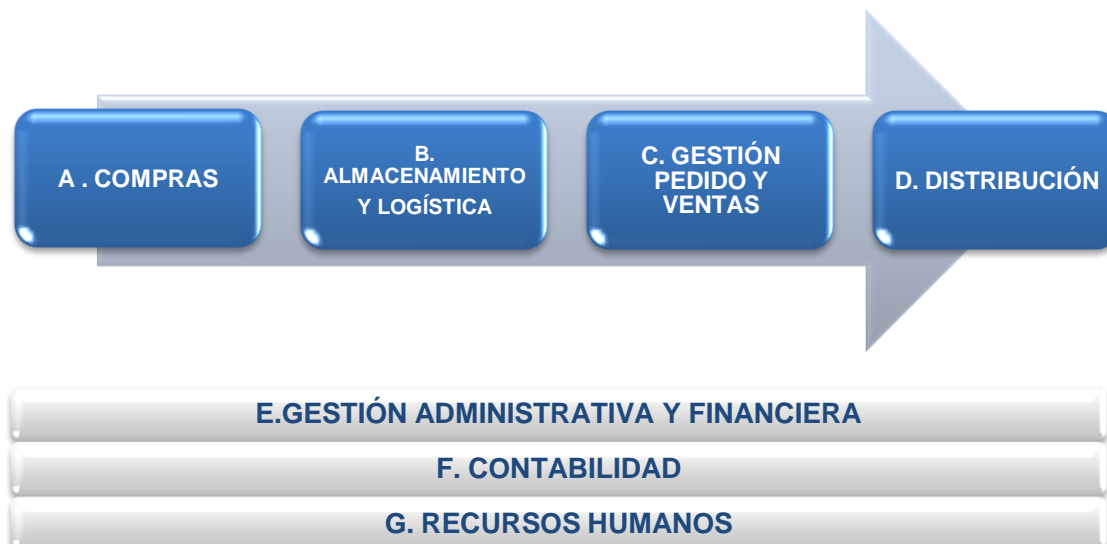 A . COMPRAS
B.
ALMACENAMIENTO
Y LOGÍSTICA
C. GESTIÓN
PEDIDO Y
VENTAS
D. DISTRIBUCIÓN
E.GESTIÓN ADMINISTRATIVA Y FINANCIERA
F. CONTABILIDAD
G. RECURSOS HUMANOS